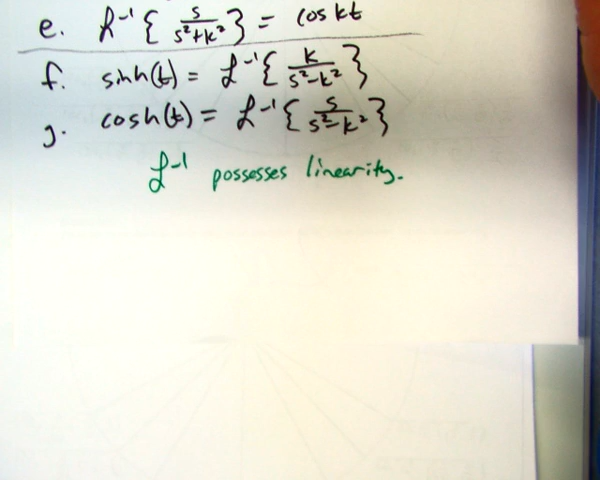 e. ℒ⁻¹{ s/(s²+k²) } = cos kt
f. sinh(t) = ℒ⁻¹{ k/(s²-k²) }
g. cosh(t) = ℒ⁻¹{ s/(s²-k²) }
ℒ⁻¹ possesses linearity.